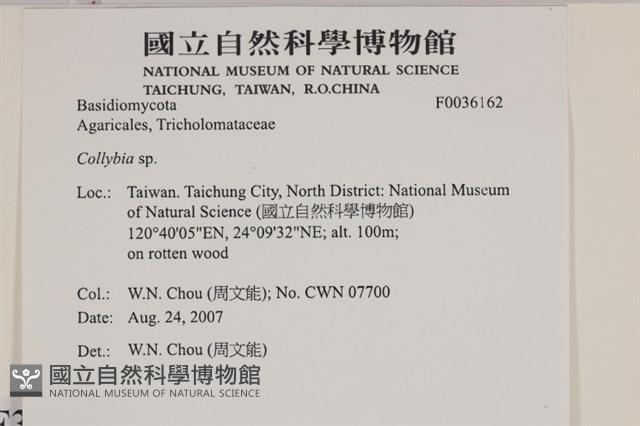 國立自然科學博物館
NATIONAL MUSEUM OF NATURAL SCIENCE
TAICHUNG, TAIWAN, R.O.CHINA
Basidiomycota F0036162
Agaricales, Tricholomataceae
Collybia sp.
Loc.: Taiwan. Taichung City, North District: National Museum
of Natural Science (國立自然科學博物館)
120°40'05"EN, 24°09'32"NE; alt. 100m;
on rotten wood
Col.: W.N. Chou (周文能); No. CWN 07700
Date: Aug. 24, 2007
Det.: W.N. Chou (周文能)
國立自然科學博物館
NATIONAL MUSEUM OF NATURAL SCIENCE